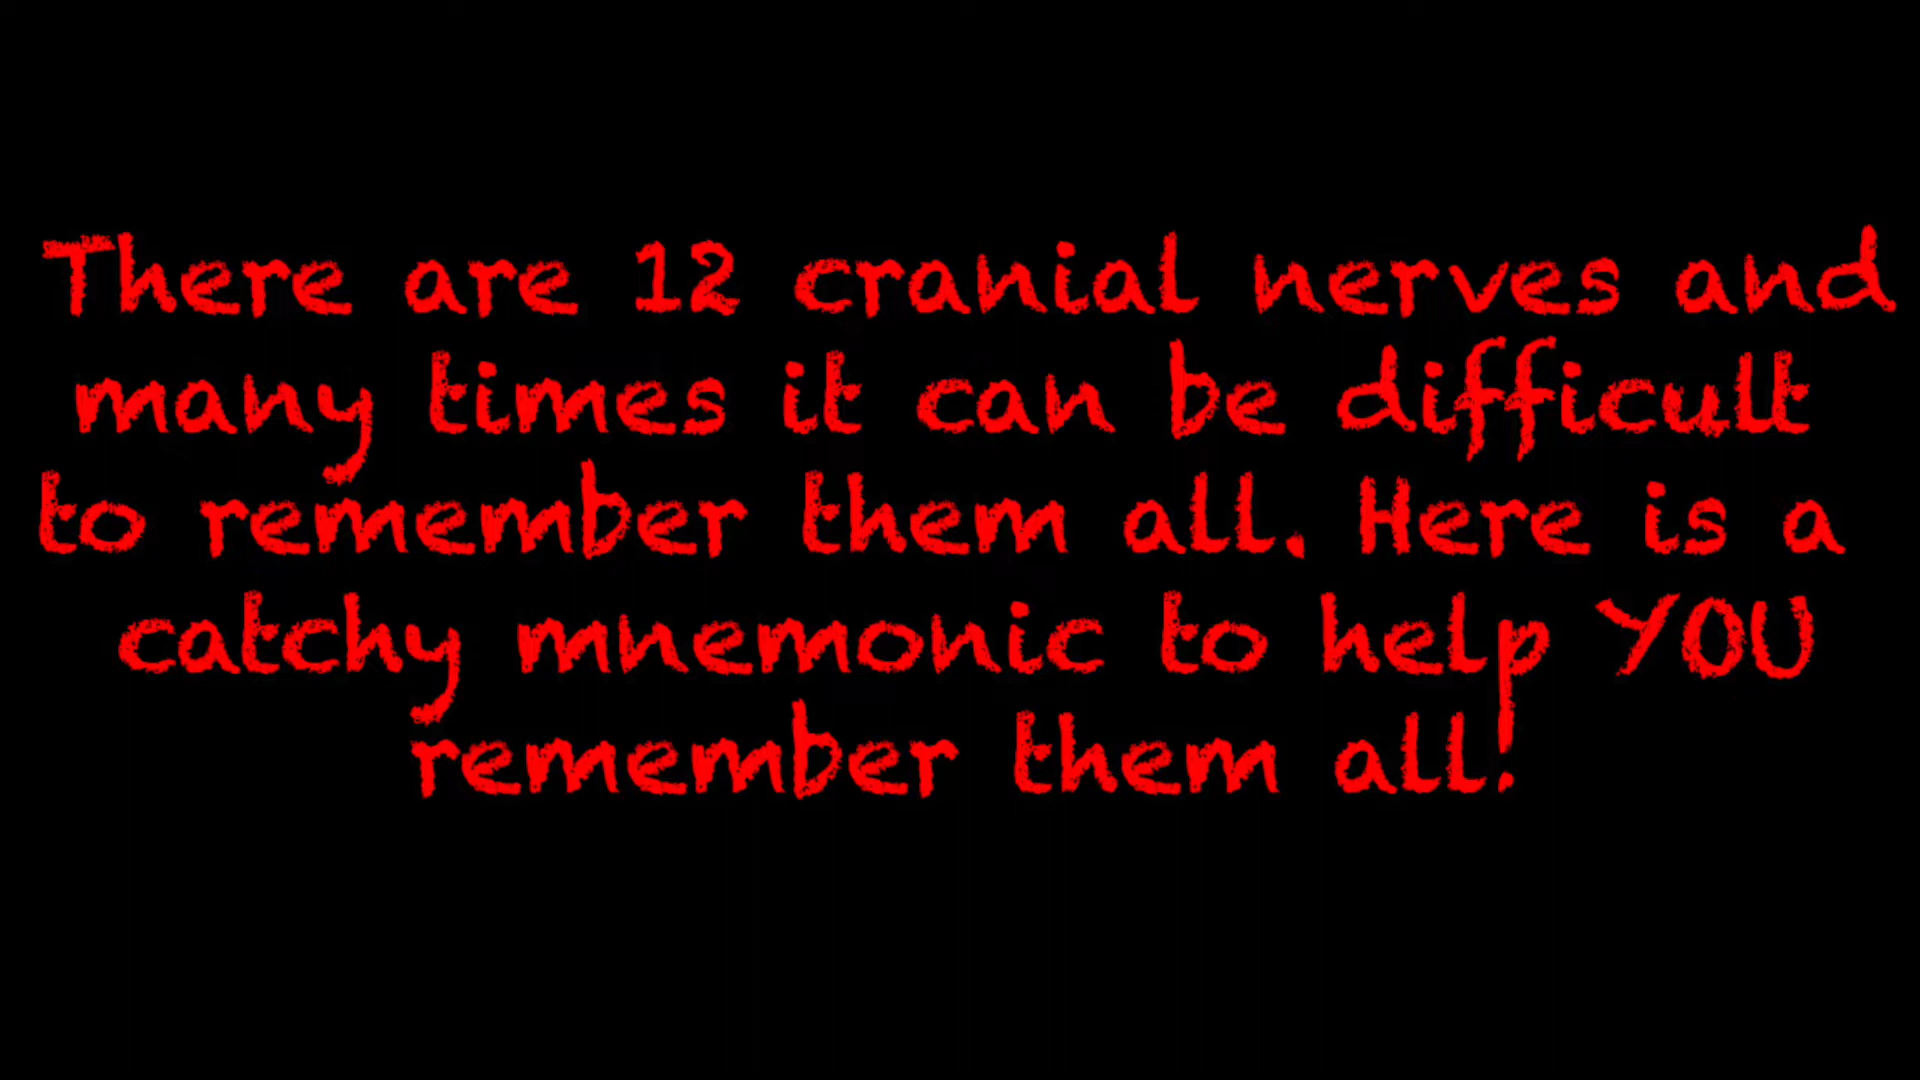 There are 12 cranial nerves and
many times it can be difficult
to remember them all. Here is a
catchy mnemonic to help YOU
remember them all!